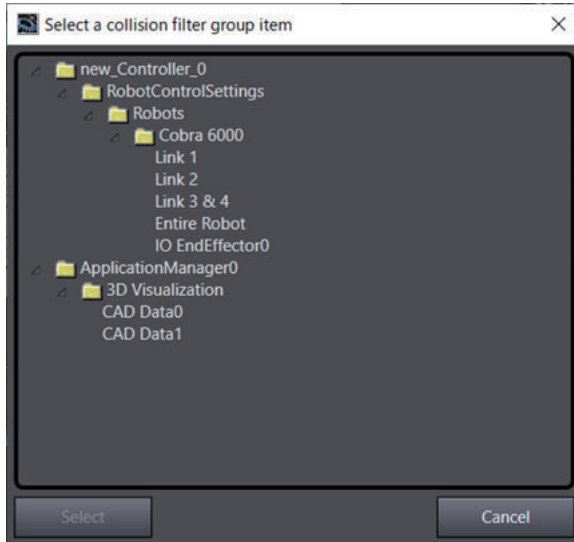 Select a collision filter group item
new_Controller_0
RobotControlSettings
Robots
Cobra 6000
Link 1
Link 2
Link 3 & 4
Entire Robot
IO EndEffector0
ApplicationManager0
3D Visualization
CAD Data0
CAD Data1
Select
Cancel